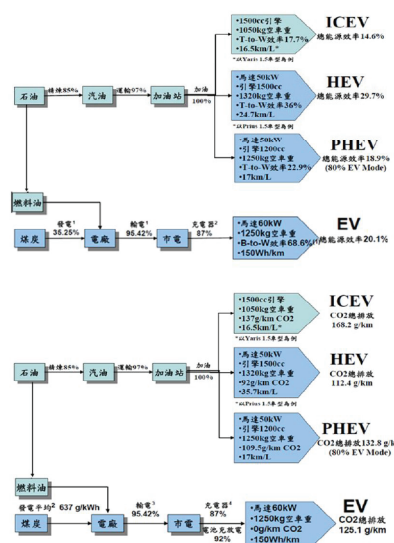 •1500cc引擎
•1050kg空車重
•T-to-W效率17.7%
•16.5km/L*
ICEV
總能源效率14.6%
*以Yaris 1.5車型為例
石油
精煉85%
汽油
運輸97%
加油站
加油
100%
•馬達50kW
•引擎1500cc
•1320kg空車重
•T-to-W效率36%
•24.7km/L
HEV
總能源效率29.7%
*以Prius 1.5車型為例
•馬達50kW
•引擎1200cc
•1250kg空車重
•T-to-W效率22.9%
•17km/L
PHEV
總能源效率18.9%
(80% EV Mode)
燃料油
煤炭
發電¹
35.25%
電廠
輸電¹
95.42%
市電
充電器²
87%
•馬達60kW
•1250kg空車重
•B-to-W效率68.6%
•150Wh/km
EV
總能源效率20.1%
•1500cc引擎
•1050kg空車重
•137g/km CO2
•16.5km/L*
ICEV
CO2總排放
168.2 g/km
*以Yaris 1.5車型為例
石油
精煉85%
汽油
運輸97%
加油站
加油
100%
•馬達50kW
•引擎1500cc
•1320kg空車重
•92g/km CO2
•35.7km/L
HEV
CO2總排放
112.4 g/km
*以Prius 1.5車型為例
•馬達50kW
•引擎1200cc
•1250kg空車重
•109.5g/km CO2
•17km/L
PHEV
CO2總排放132.8 g/k
(80% EV Mode)
燃料油
發電平均² 637 g/kWh
煤炭
電廠
輸電³
95.42%
市電
充電器⁴
87%
電池充放電
92%
•馬達60kW
•1250kg空車重
•0g/km CO2
•150Wh/km
EV
CO2總排放
125.1 g/km